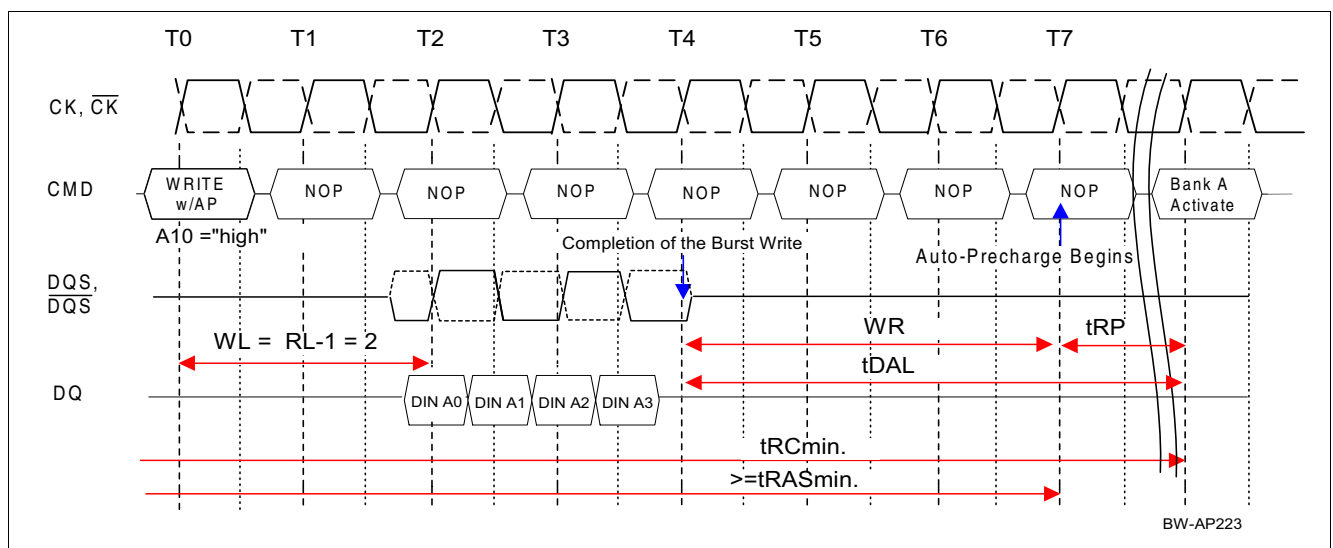 T0 T1 T2 T3 T4 T5 T6 T7
CK, CK
CMD
WRITE w/AP
NOP
NOP
NOP
NOP
NOP
NOP
NOP
Bank A Activate
A10 ="high"
Completion of the Burst Write
Auto-Precharge Begins
DQS,
DQS
WL = RL-1 = 2
WR
tRP
tDAL
DQ
DIN A0
DIN A1
DIN A2
DIN A3
tRCmin.
>=tRASmin.
BW-AP223